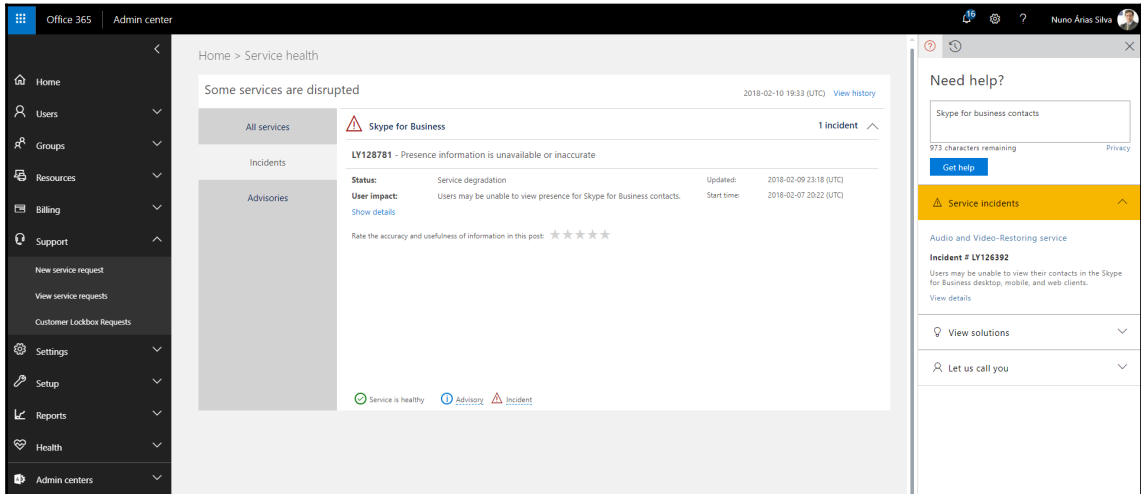 Office 365 Admin center 16 ? Nuno Árias Silva
Home
Users
Groups
Resources
Billing
Support
New service request
View service requests
Customer Lockbox Requests
Settings
Setup
Reports
Health
Admin centers
Home > Service health
Some services are disrupted 2018-02-10 19:33 (UTC) View history
All services
Incidents
Advisories
Skype for Business 1 incident
LY128781 - Presence information is unavailable or inaccurate
Status: Service degradation Updated: 2018-02-09 23:18 (UTC)
User impact: Users may be unable to view presence for Skype for Business contacts. Start time: 2018-02-07 20:22 (UTC)
Show details
Rate the accuracy and usefulness of information in this post:
Service is healthy Advisory Incident
Need help?
Skype for business contacts
973 characters remaining Privacy
Get help
Service incidents
Audio and Video-Restoring service
Incident # LY126392
Users may be unable to view their contacts in the Skype
for Business desktop, mobile, and web clients.
View details
View solutions
Let us call you